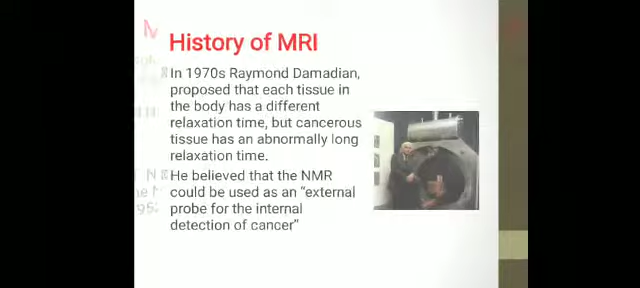 History of MRI
In 1970s Raymond Damadian,
proposed that each tissue in
the body has a different
relaxation time, but cancerous
tissue has an abnormally long
relaxation time.
He believed that the NMR
could be used as an “external
probe for the internal
detection of cancer”